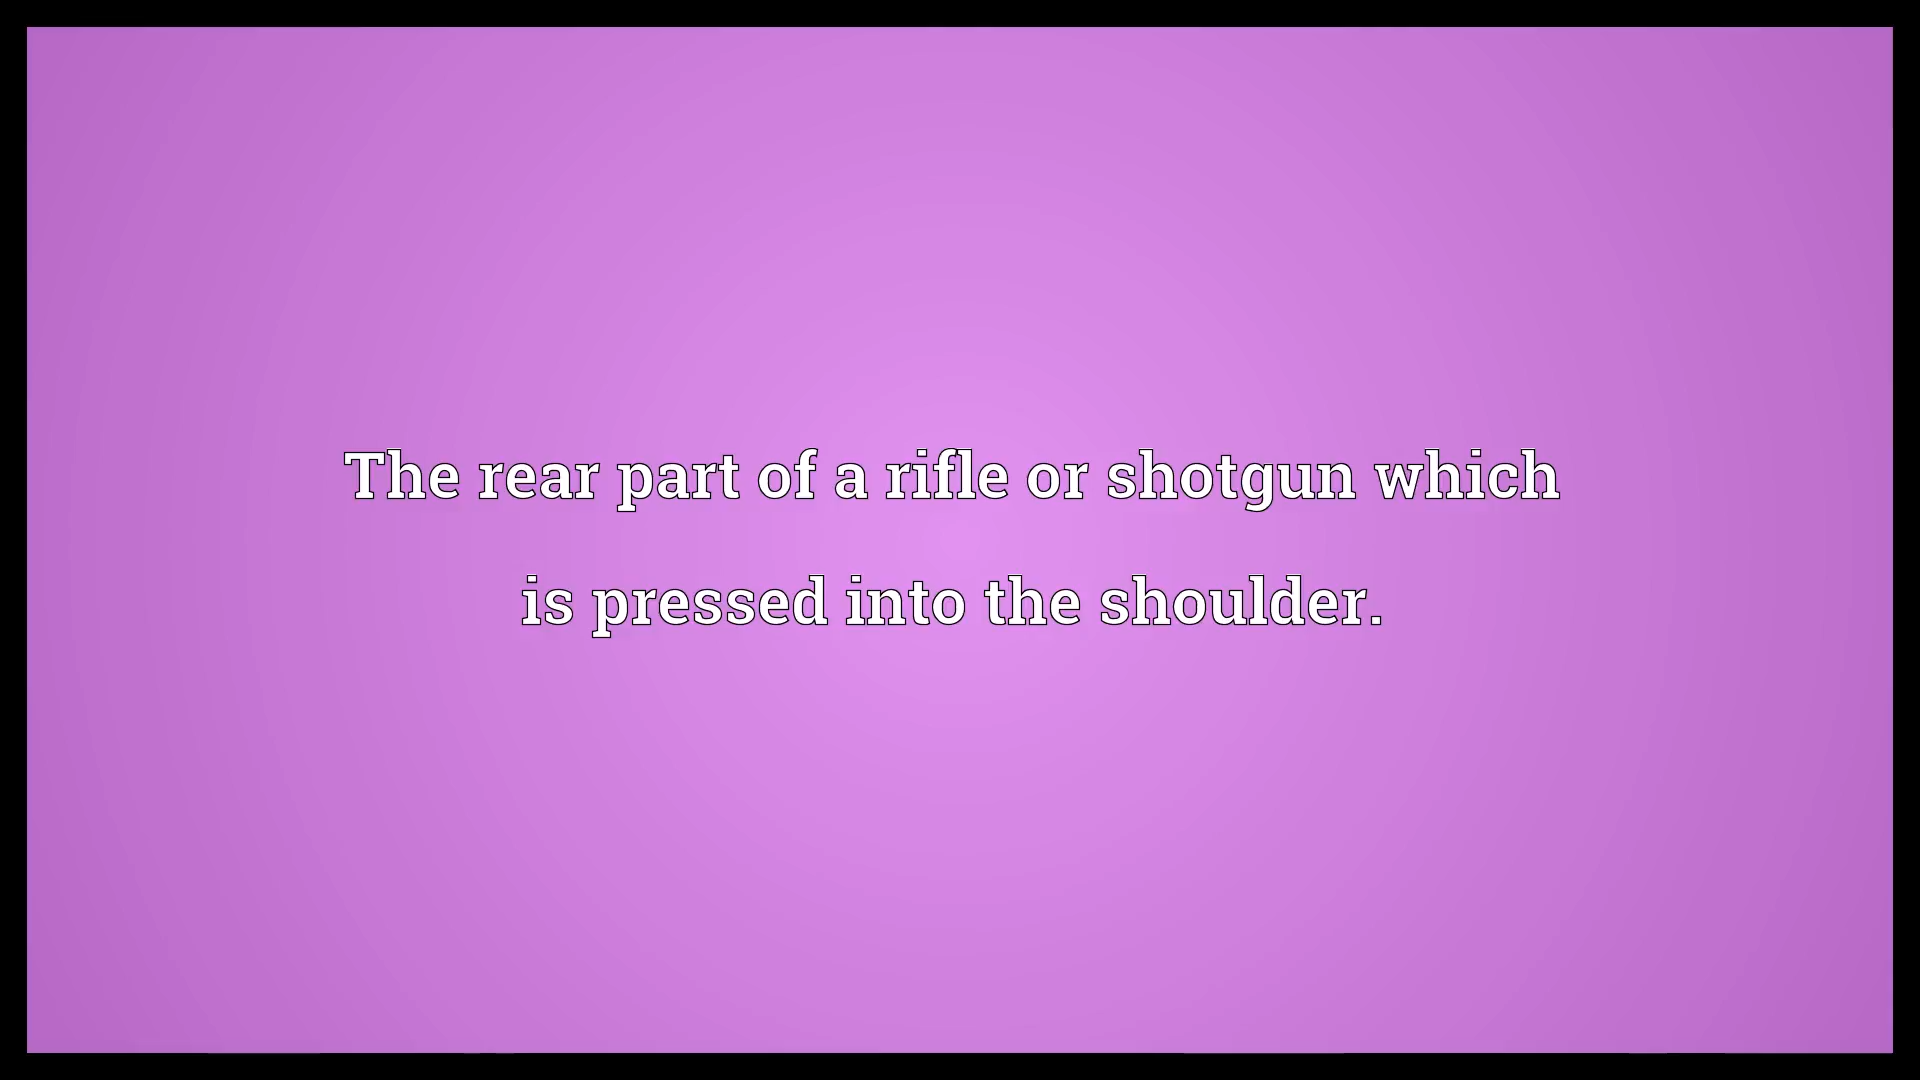 The rear part of a rifle or shotgun which
is pressed into the shoulder.